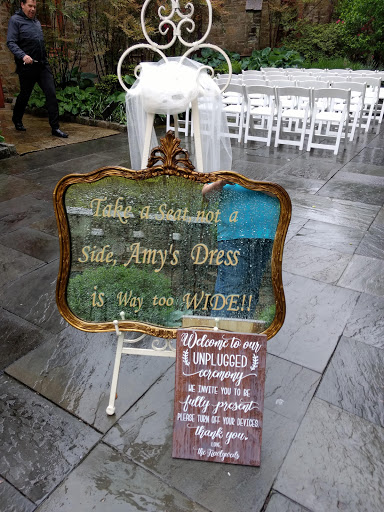 Take a Seat, not a
Side, Amy's Dress
is Way too WIDE!!
Welcome to our
UNPLUGGED
ceremony
WE INVITE YOU TO BE
fully present
PLEASE TURN OFF YOUR DEVICES
thank you.
the